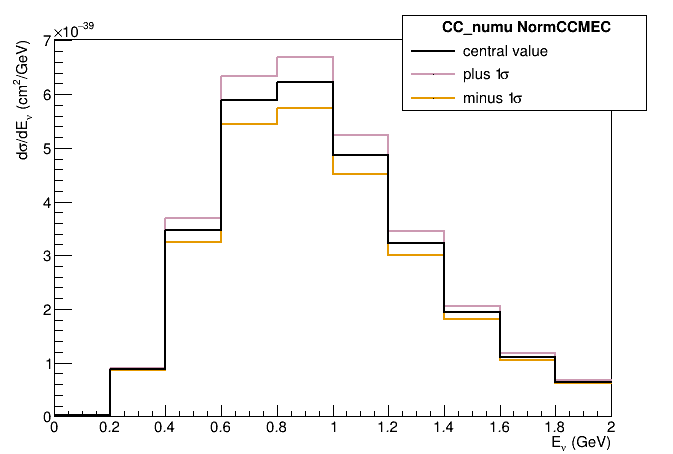 CC_numu NormCCMEC
central value
plus 1σ
minus 1σ
×10⁻³⁹
dσ/dEᵥ (cm²/GeV)
7
6
5
4
3
2
1
0
0 0.2 0.4 0.6 0.8 1 1.2 1.4 1.6 1.8 2
Eᵥ (GeV)